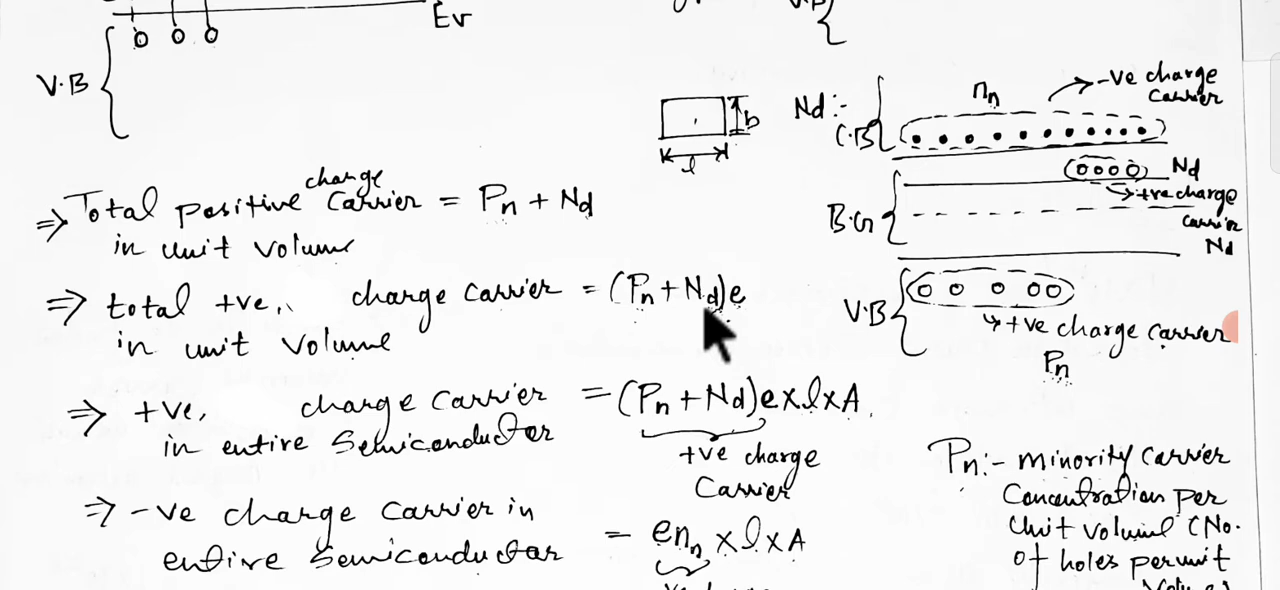 Ev
V.B
V.B
b
l
Nd:-
nn
-ve charge
carrier
C.B
Nd
+ve charge
carrier
Nd
B.G
V.B
+ve charge carrier
Pn
charge
⇒ Total positive carrier = Pn + Nd
in unit volume
⇒ total +ve charge carrier = (Pn + Nd)e
in unit volume
⇒ +ve charge carrier = (Pn + Nd)e x l x A
in entire semiconductor
+ve charge
carrier
⇒ -ve charge carrier in
entire semiconductor = enn x l x A
Pn:- minority carrier
concentration per
unit volume (No.
of holes per unit